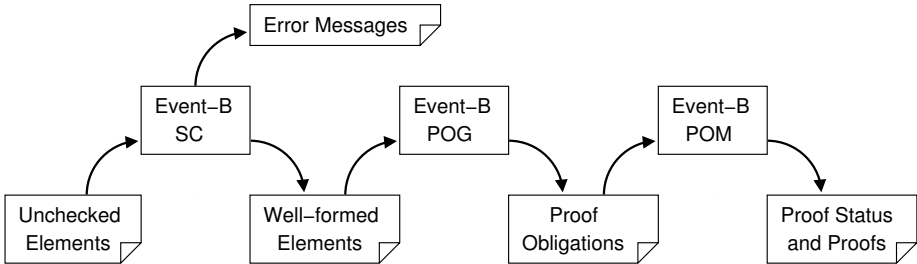 Error Messages
Event−B
SC
Event−B
POG
Event−B
POM
Unchecked
Elements
Well−formed
Elements
Proof
Obligations
Proof Status
and Proofs